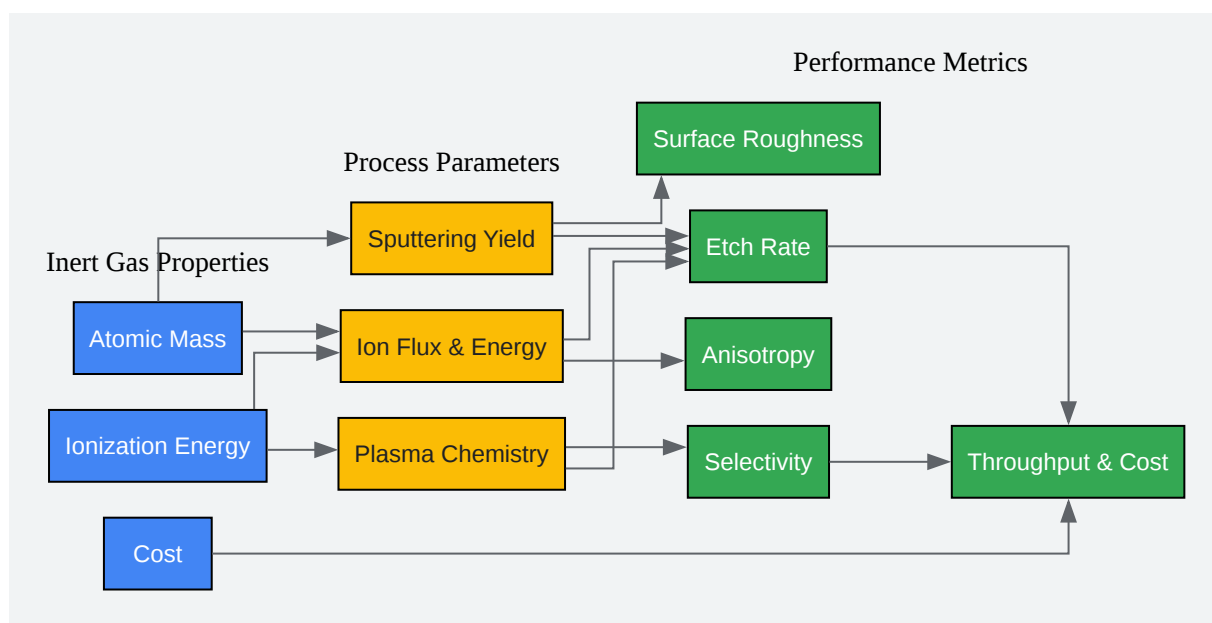 Performance Metrics
Surface Roughness
Process Parameters
Sputtering Yield
Etch Rate
Inert Gas Properties
Atomic Mass
Ion Flux & Energy
Anisotropy
Ionization Energy
Plasma Chemistry
Selectivity
Throughput & Cost
Cost